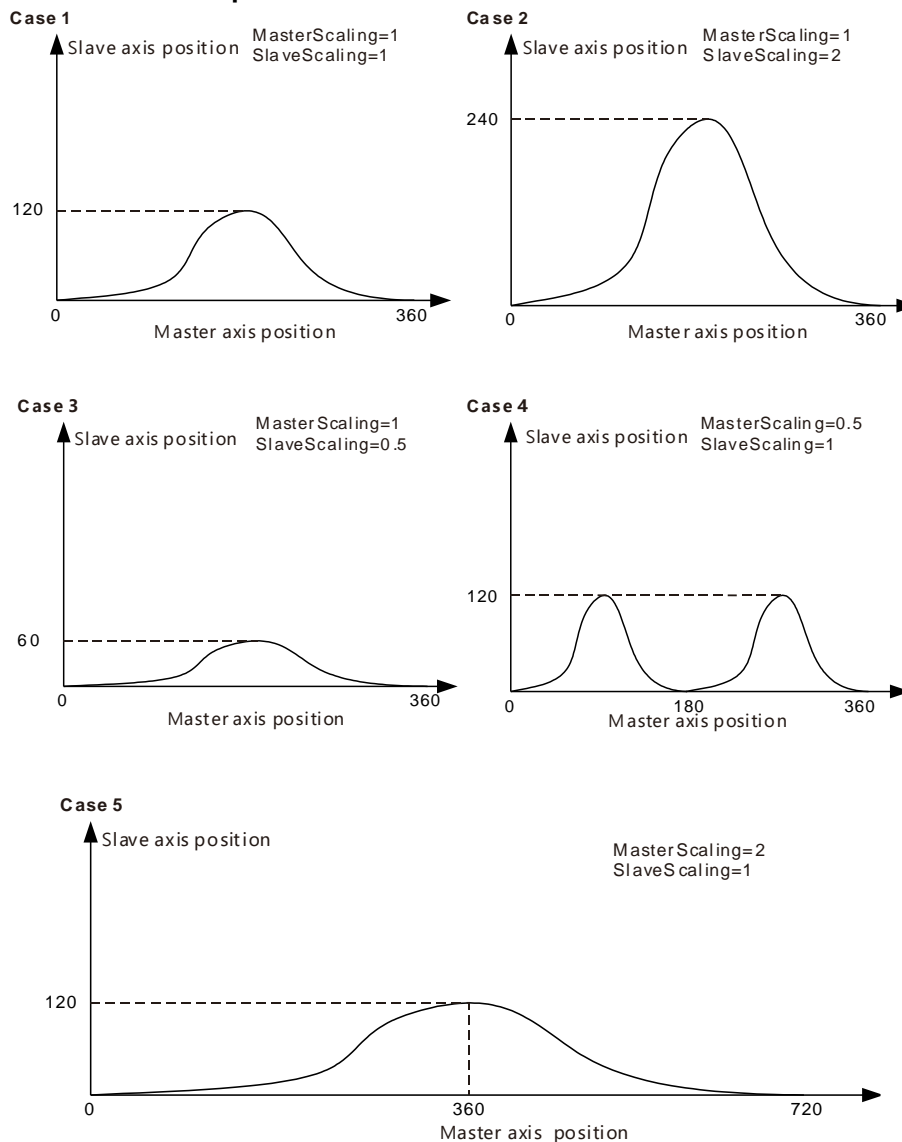 Case 1
Slave axis position
MasterScaling=1
SlaveScaling=1
120
0
360
Master axis position
Case 2
Slave axis position
MasterScaling=1
SlaveScaling=2
240
0
360
Master axis position
Case 3
Slave axis position
MasterScaling=1
SlaveScaling=0.5
60
0
360
Master axis position
Case 4
Slave axis position
MasterScaling=0.5
SlaveScaling=1
120
0
180
360
Master axis position
Case 5
Slave axis position
MasterScaling=2
SlaveScaling=1
120
0
360
720
Master axis position